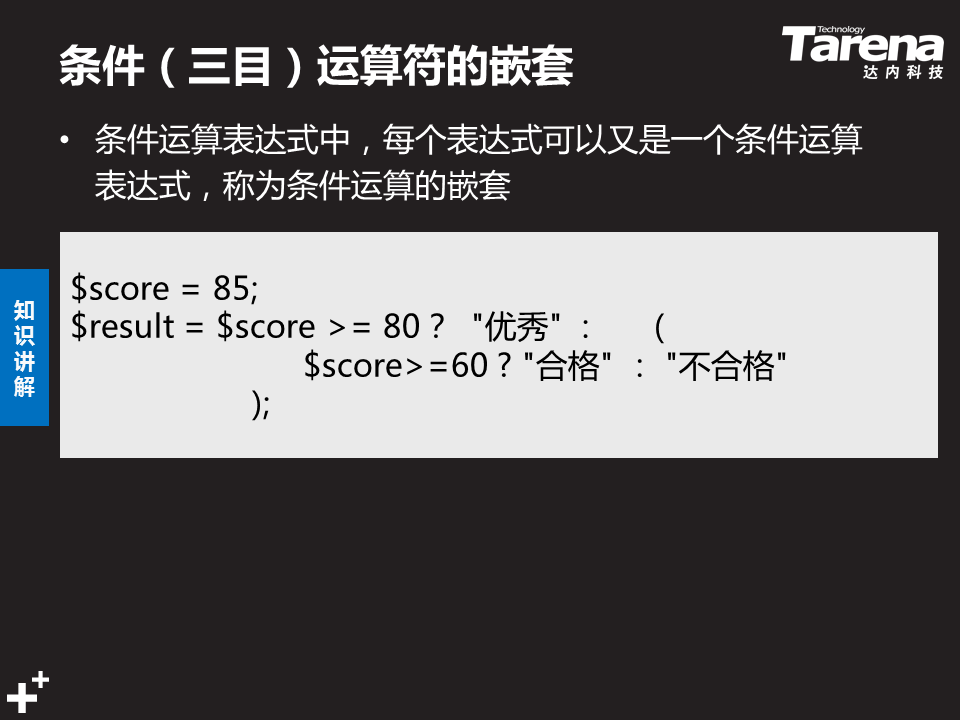 条件（三目）运算符的嵌套
Technology
Tarena
达内科技
• 条件运算表达式中，每个表达式可以又是一个条件运算
表达式，称为条件运算的嵌套
知识讲解
$score = 85;
$result = $score >= 80？ "优秀" ： （
$score>=60？"合格" ： "不合格"
);